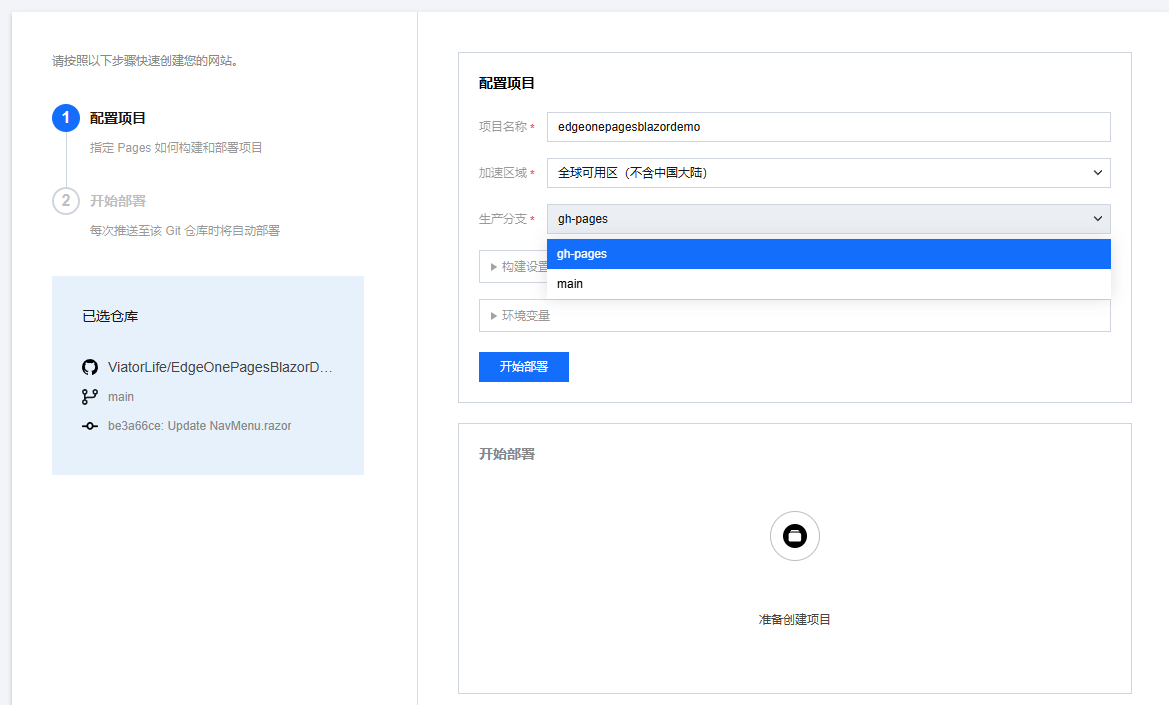 请按照以下步骤快速创建您的网站。
1 配置项目
指定 Pages 如何构建和部署项目
2 开始部署
每次推送至该 Git 仓库时将自动部署
已选仓库
ViatorLife/EdgeOnePagesBlazorD...
main
be3a66ce: Update NavMenu.razor
配置项目
项目名称 * edgeonepagesblazordemo
加速区域 * 全球可用区（不含中国大陆）
生产分支 * gh-pages
gh-pages
构建设置
main
环境变量
开始部署
开始部署
准备创建项目